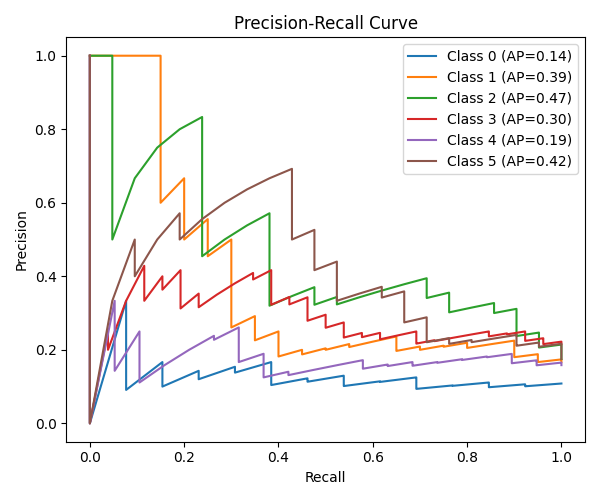 Precision-Recall Curve
Class 0 (AP=0.14)
Class 1 (AP=0.39)
Class 2 (AP=0.47)
Class 3 (AP=0.30)
Class 4 (AP=0.19)
Class 5 (AP=0.42)
Precision
1.0
0.8
0.6
0.4
0.2
0.0
0.0 0.2 0.4 0.6 0.8 1.0
Recall